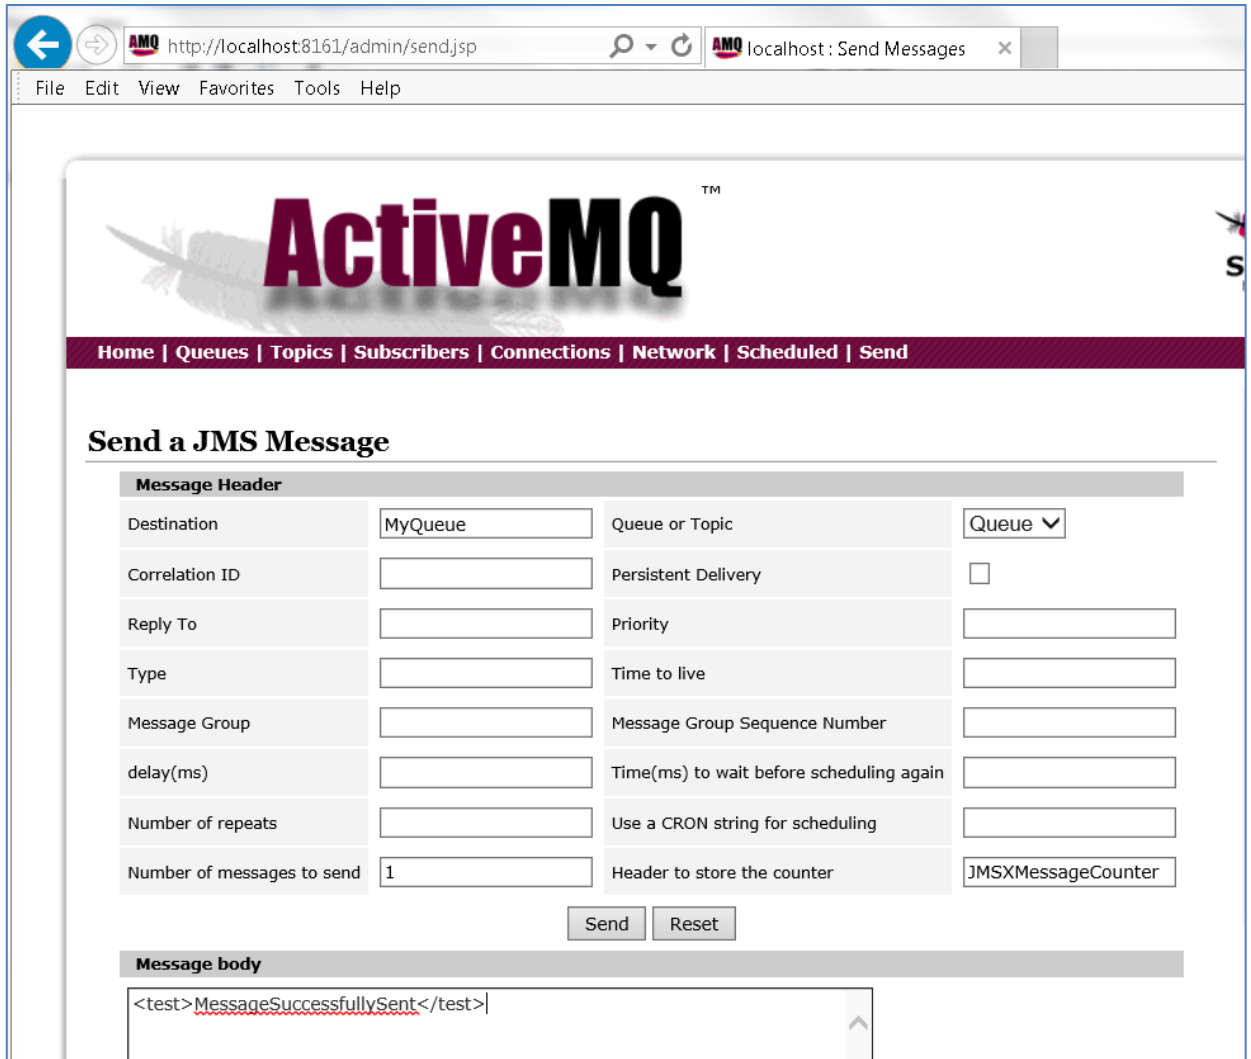 AMQ http://localhost:8161/admin/send.jsp AMQ localhost : Send Messages
File Edit View Favorites Tools Help
ActiveMQ™
S
Home | Queues | Topics | Subscribers | Connections | Network | Scheduled | Send
Send a JMS Message
Message Header
Destination MyQueue Queue or Topic Queue
Correlation ID Persistent Delivery
Reply To Priority
Type Time to live
Message Group Message Group Sequence Number
delay(ms) Time(ms) to wait before scheduling again
Number of repeats Use a CRON string for scheduling
Number of messages to send 1 Header to store the counter JMSXMessageCounter
Send Reset
Message body
<test>MessageSuccessfullySent</test>